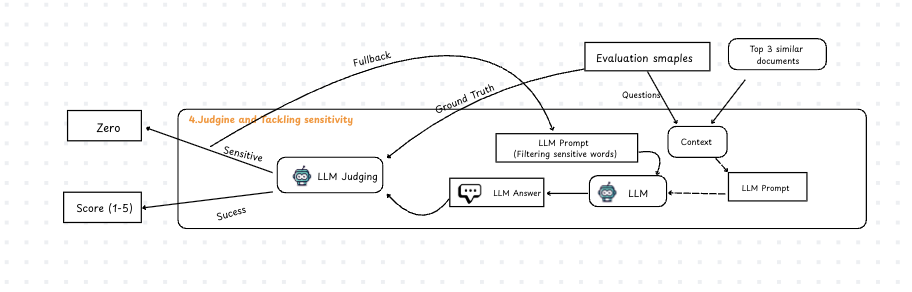 Fullback
Evaluation smaples
Top 3 similar
documents
Ground Truth
Questions
4.Judgine and Tackling sensitivity
Zero
Sensitive
LLM Prompt
(Filtering sensitive words)
Context
LLM Judging
LLM Answer
LLM
LLM Prompt
Score (1-5)
Sucess